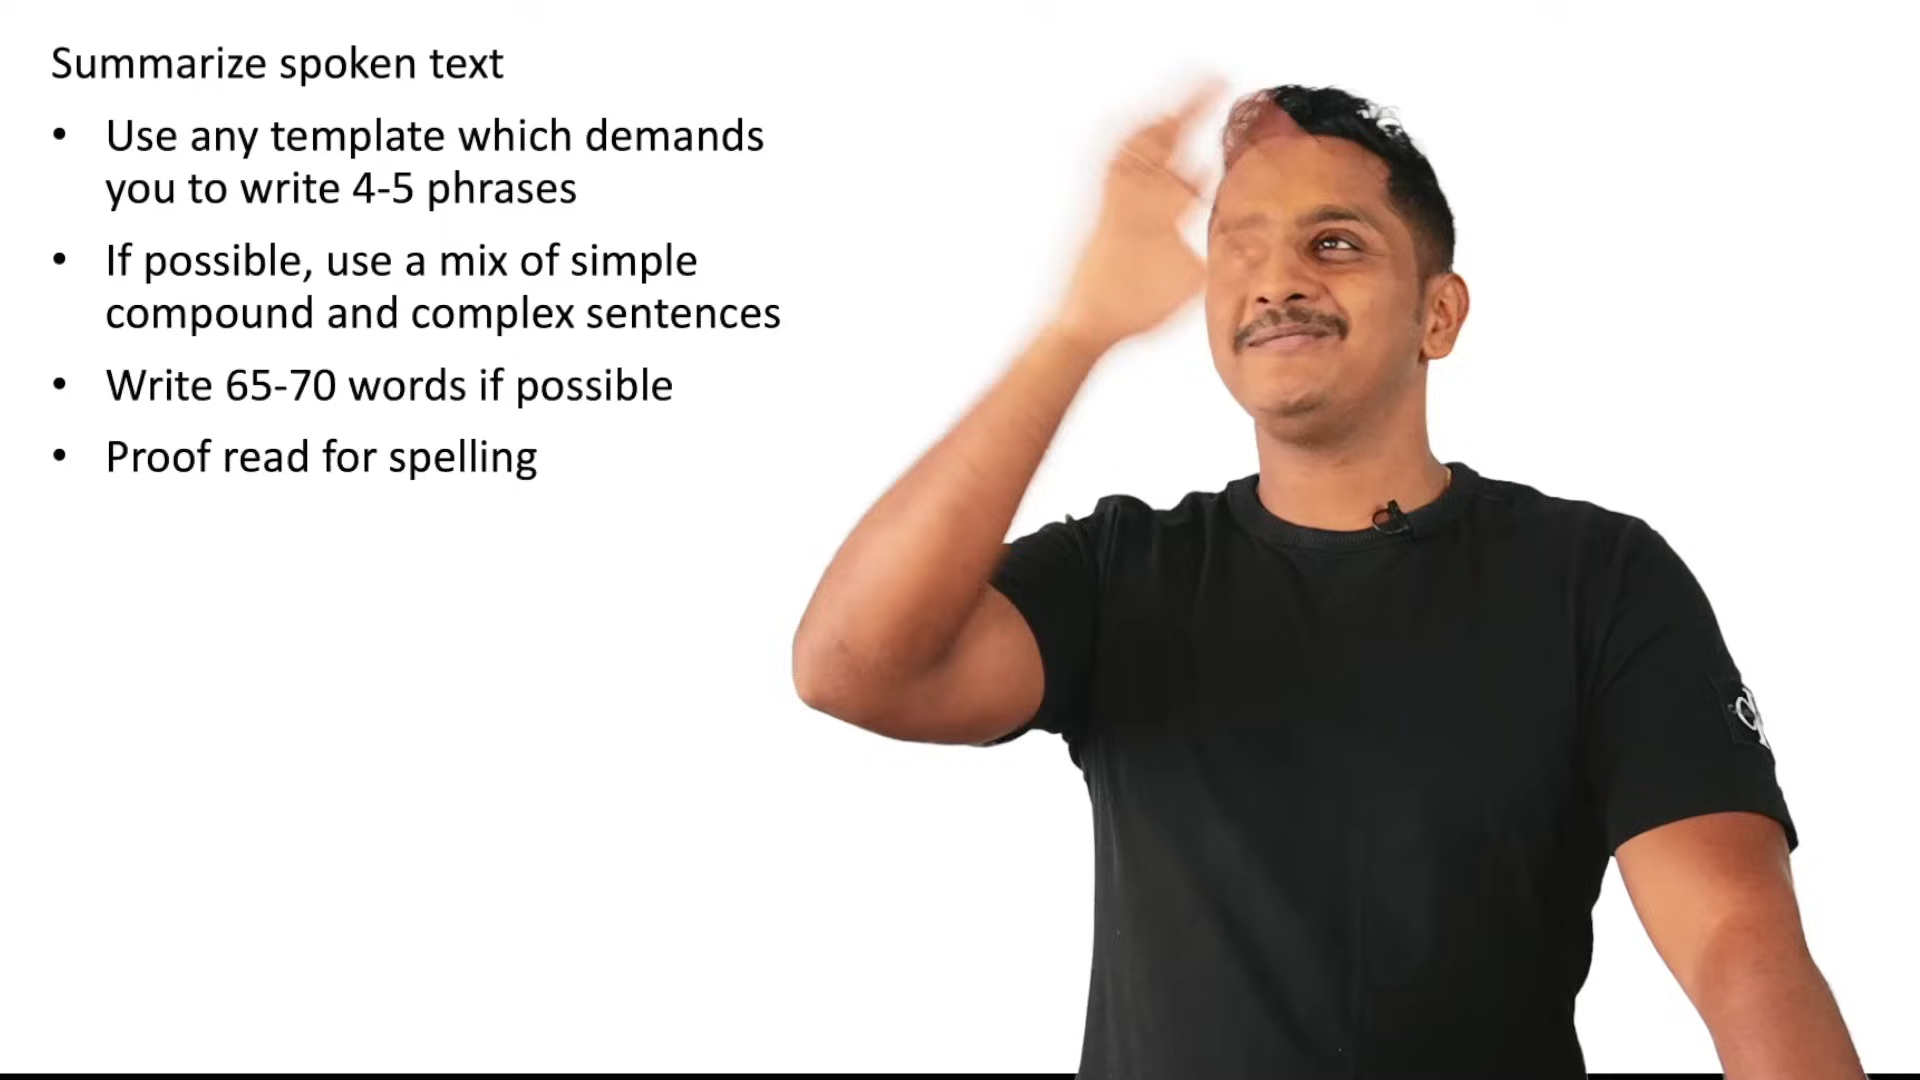 Summarize spoken text
• Use any template which demands
you to write 4-5 phrases
• If possible, use a mix of simple
compound and complex sentences
• Write 65-70 words if possible
• Proof read for spelling